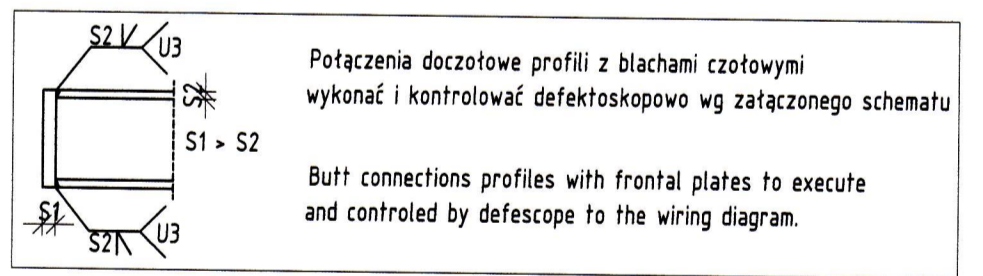 S2 U3
S2
S1 > S2
S1
S2 U3
Połączenia doczołowe profili z blachami czołowymi
wykonać i kontrolować defektoskopowo wg załączonego schematu
Butt connections profiles with frontal plates to execute
and controled by defescope to the wiring diagram.